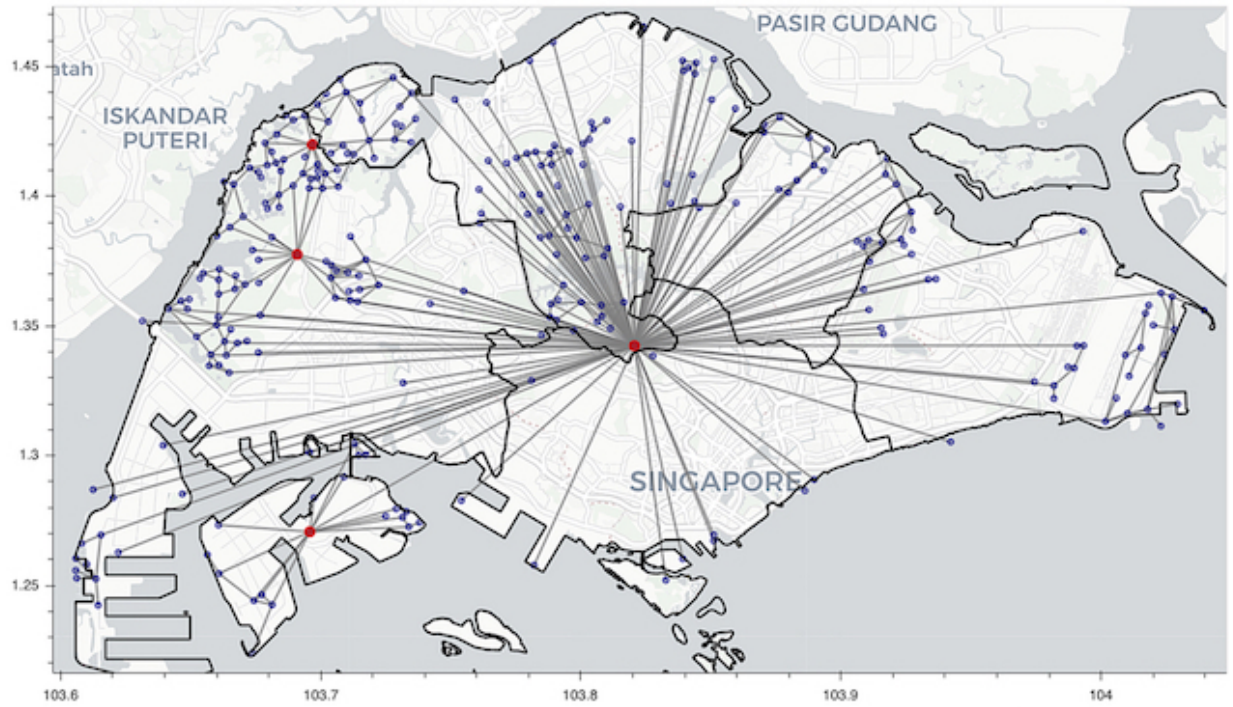 PASIR GUDANG
1.45
atah
ISKANDAR
PUTERI
1.4
1.35
1.3
SINGAPORE
1.25
103.6
103.7
103.8
103.9
104